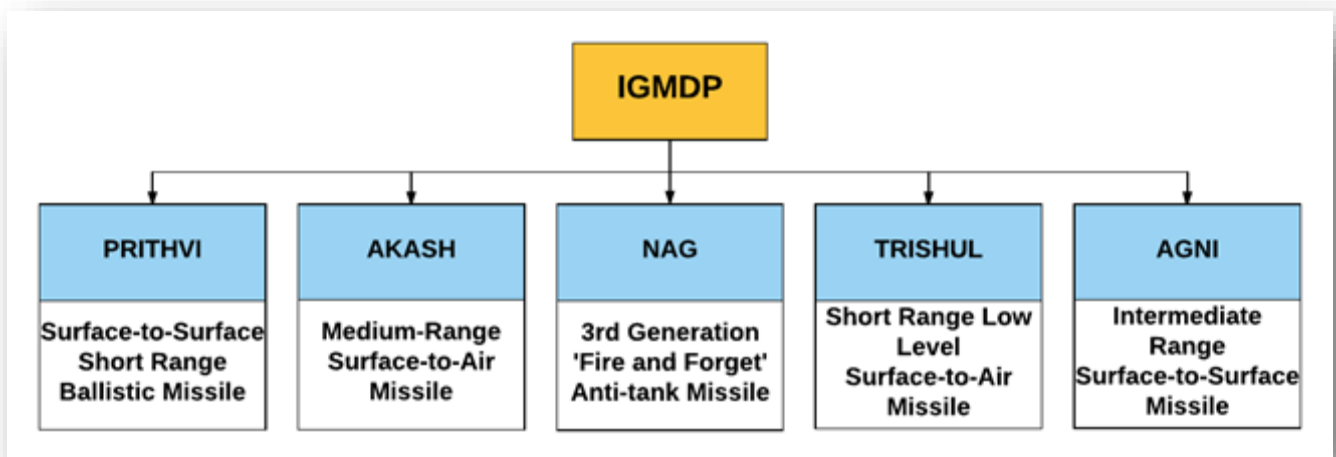 IGMDP
PRITHVI
Surface-to-Surface
Short Range
Ballistic Missile
AKASH
Medium-Range
Surface-to-Air
Missile
NAG
3rd Generation
'Fire and Forget'
Anti-tank Missile
TRISHUL
Short Range Low
Level
Surface-to-Air
Missile
AGNI
Intermediate
Range
Surface-to-Surface
Missile